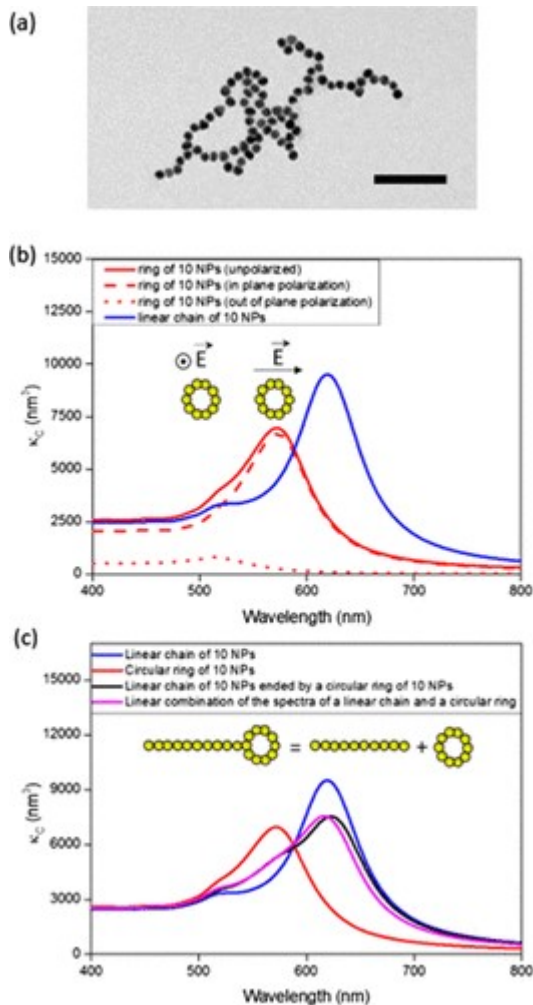 (a)
(b)
15000
12500
10000
7500
5000
2500
0
κC (nm³)
ring of 10 NPs (unpolarized)
ring of 10 NPs (in plane polarization)
ring of 10 NPs (out of plane polarization)
linear chain of 10 NPs
E
E
400 500 600 700 800
Wavelength (nm)
(c)
15000
12000
9000
6000
3000
0
κC (nm³)
Linear chain of 10 NPs
Circular ring of 10 NPs
Linear chain of 10 NPs ended by a circular ring of 10 NPs
Linear combination of the spectra of a linear chain and a circular ring
= +
400 500 600 700 800
Wavelength (nm)